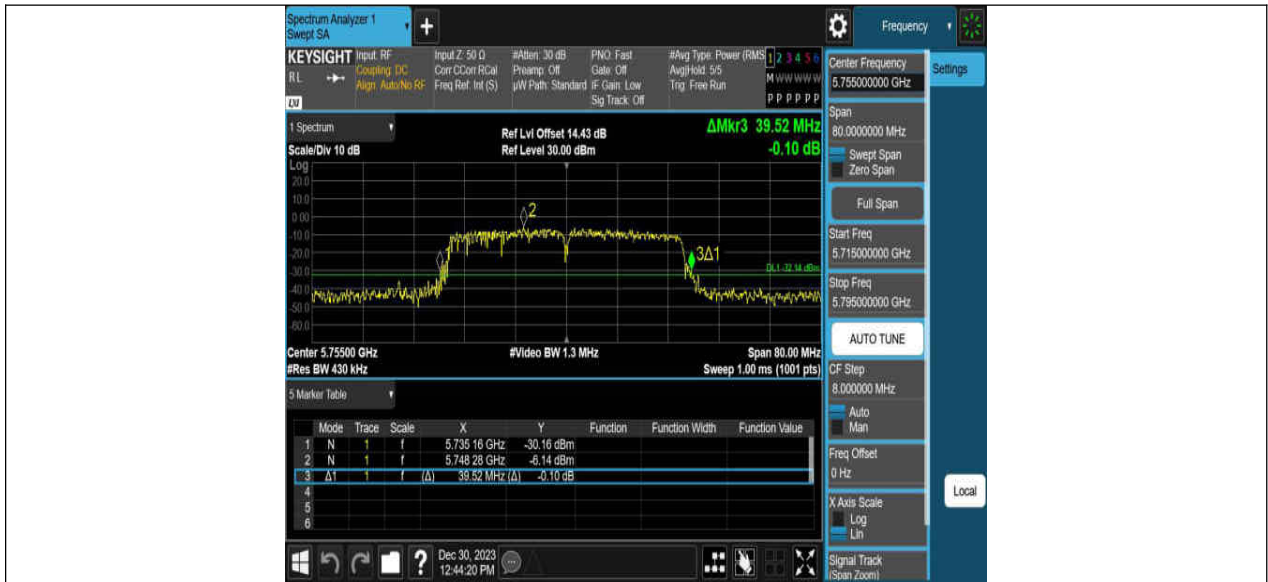 Spectrum Analyzer 1
Swept SA
+
Frequency
KEYSIGHT
RL
Input: RF
Coupling: DC
Align: Auto/No RF
Input Z: 50 Ω
Corr CCorr RCal
Freq Ref: Int (S)
#Atten: 30 dB
Preamp: Off
µW Path: Standard
PNO: Fast
Gate: Off
IF Gain: Low
Sig Track: Off
#Avg Type: Power (RMS
Avg|Hold: 5/5
Trig: Free Run
1 2 3 4 5 6
M W W W W W
P P P P P P
1 Spectrum
Scale/Div 10 dB
Ref Lvl Offset 14.43 dB
Ref Level 30.00 dBm
ΔMkr3 39.52 MHz
-0.10 dB
Log
20.0
10.0
0.00
-10.0
-20.0
-30.0
-40.0
-50.0
-60.0
2
3Δ1
DL1 -32.14 dBm
Center 5.75500 GHz
#Video BW 1.3 MHz
Span 80.00 MHz
#Res BW 430 kHz
Sweep 1.00 ms (1001 pts)
5 Marker Table
Mode Trace Scale X Y Function Function Width Function Value
1 N 1 f 5.735 16 GHz -30.16 dBm
2 N 1 f 5.748 28 GHz -6.14 dBm
3 Δ1 1 f (Δ) 39.52 MHz (Δ) -0.10 dB
4
5
6
?
Dec 30, 2023
12:44:20 PM
Center Frequency
5.755000000 GHz
Settings
Span
80.0000000 MHz
Swept Span
Zero Span
Full Span
Start Freq
5.715000000 GHz
Stop Freq
5.795000000 GHz
AUTO TUNE
CF Step
8.000000 MHz
Auto
Man
Freq Offset
0 Hz
X Axis Scale
Log
Lin
Local
Signal Track
(Span Zoom)